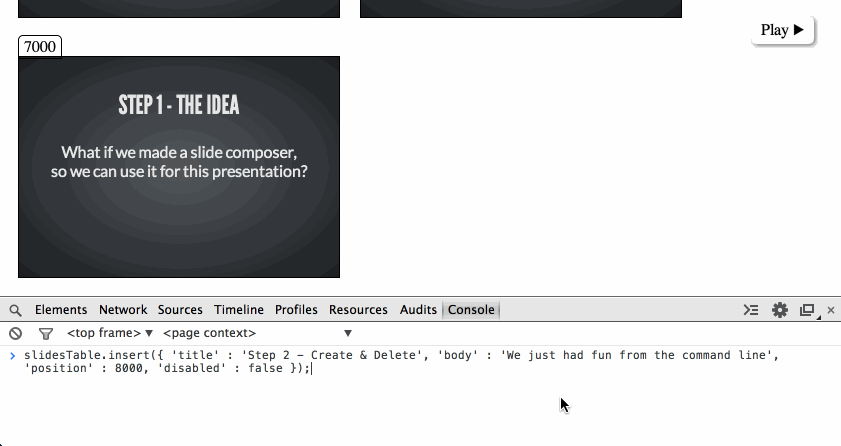 Play ▶
7000
STEP 1 - THE IDEA
What if we made a slide composer,
so we can use it for this presentation?
Elements Network Sources Timeline Profiles Resources Audits Console
<top frame> ▼ <page context> ▼
> slidesTable.insert({ 'title' : 'Step 2 - Create & Delete', 'body' : 'We just had fun from the command line',
'position' : 8000, 'disabled' : false });